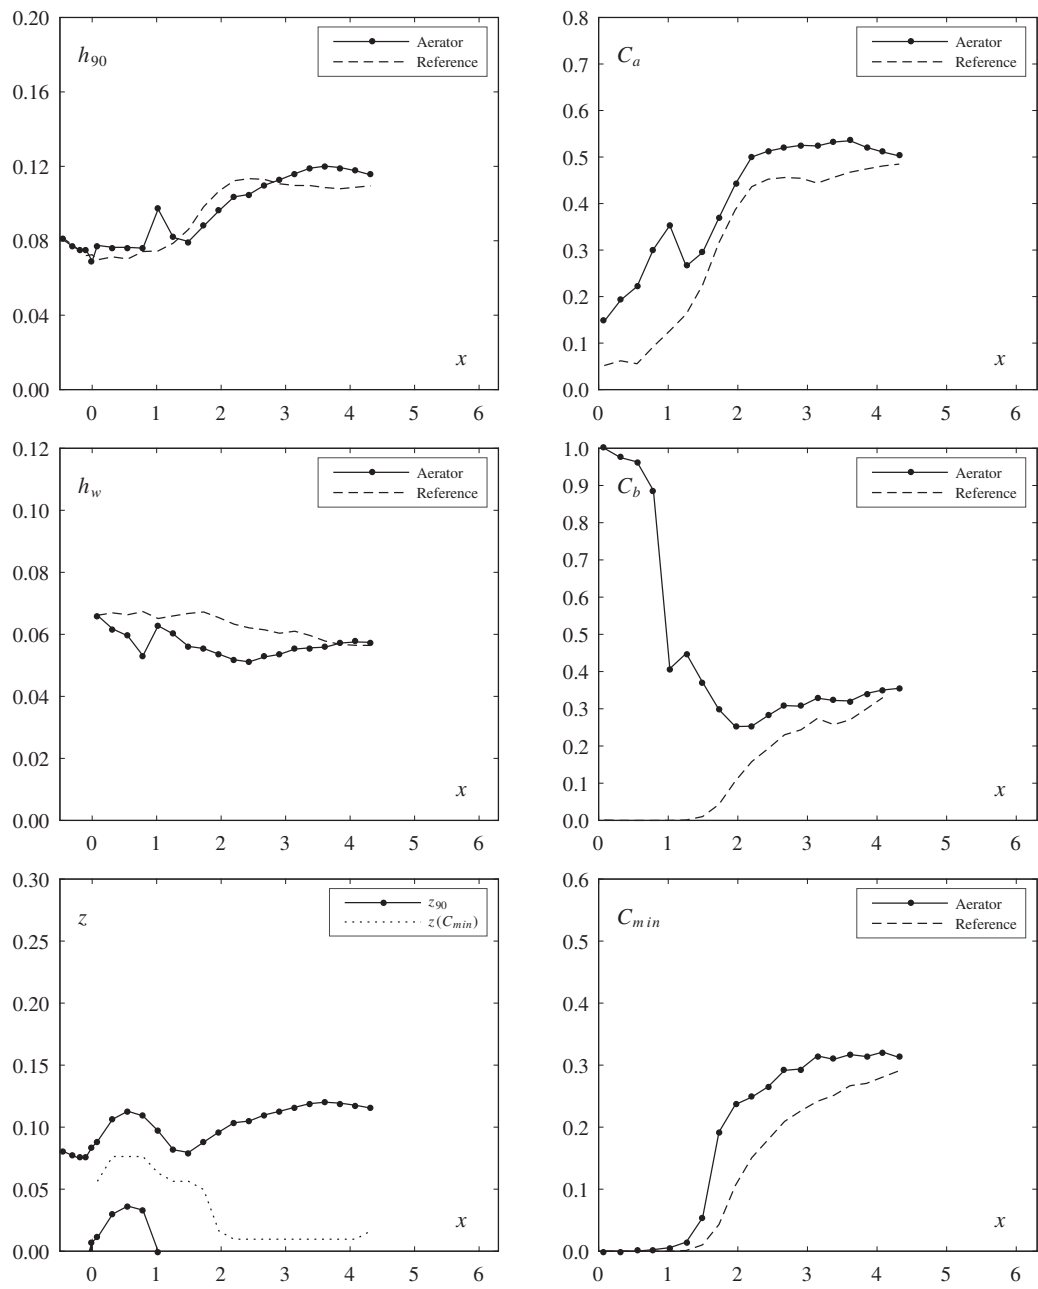 0.20
0.16
0.12
0.08
0.04
0.00
h90
Aerator
Reference
x
0 1 2 3 4 5 6
0.8
0.7
0.6
0.5
0.4
0.3
0.2
0.1
0.0
Ca
Aerator
Reference
x
0 1 2 3 4 5 6
0.12
0.10
0.08
0.06
0.04
0.02
0.00
hw
Aerator
Reference
x
0 1 2 3 4 5 6
1.0
0.9
0.8
0.7
0.6
0.5
0.4
0.3
0.2
0.1
0.0
Cb
Aerator
Reference
x
0 1 2 3 4 5 6
0.30
0.25
0.20
0.15
0.10
0.05
0.00
z
z90
z(Cmin)
x
0 1 2 3 4 5 6
0.6
0.5
0.4
0.3
0.2
0.1
0.0
Cmin
Aerator
Reference
x
0 1 2 3 4 5 6